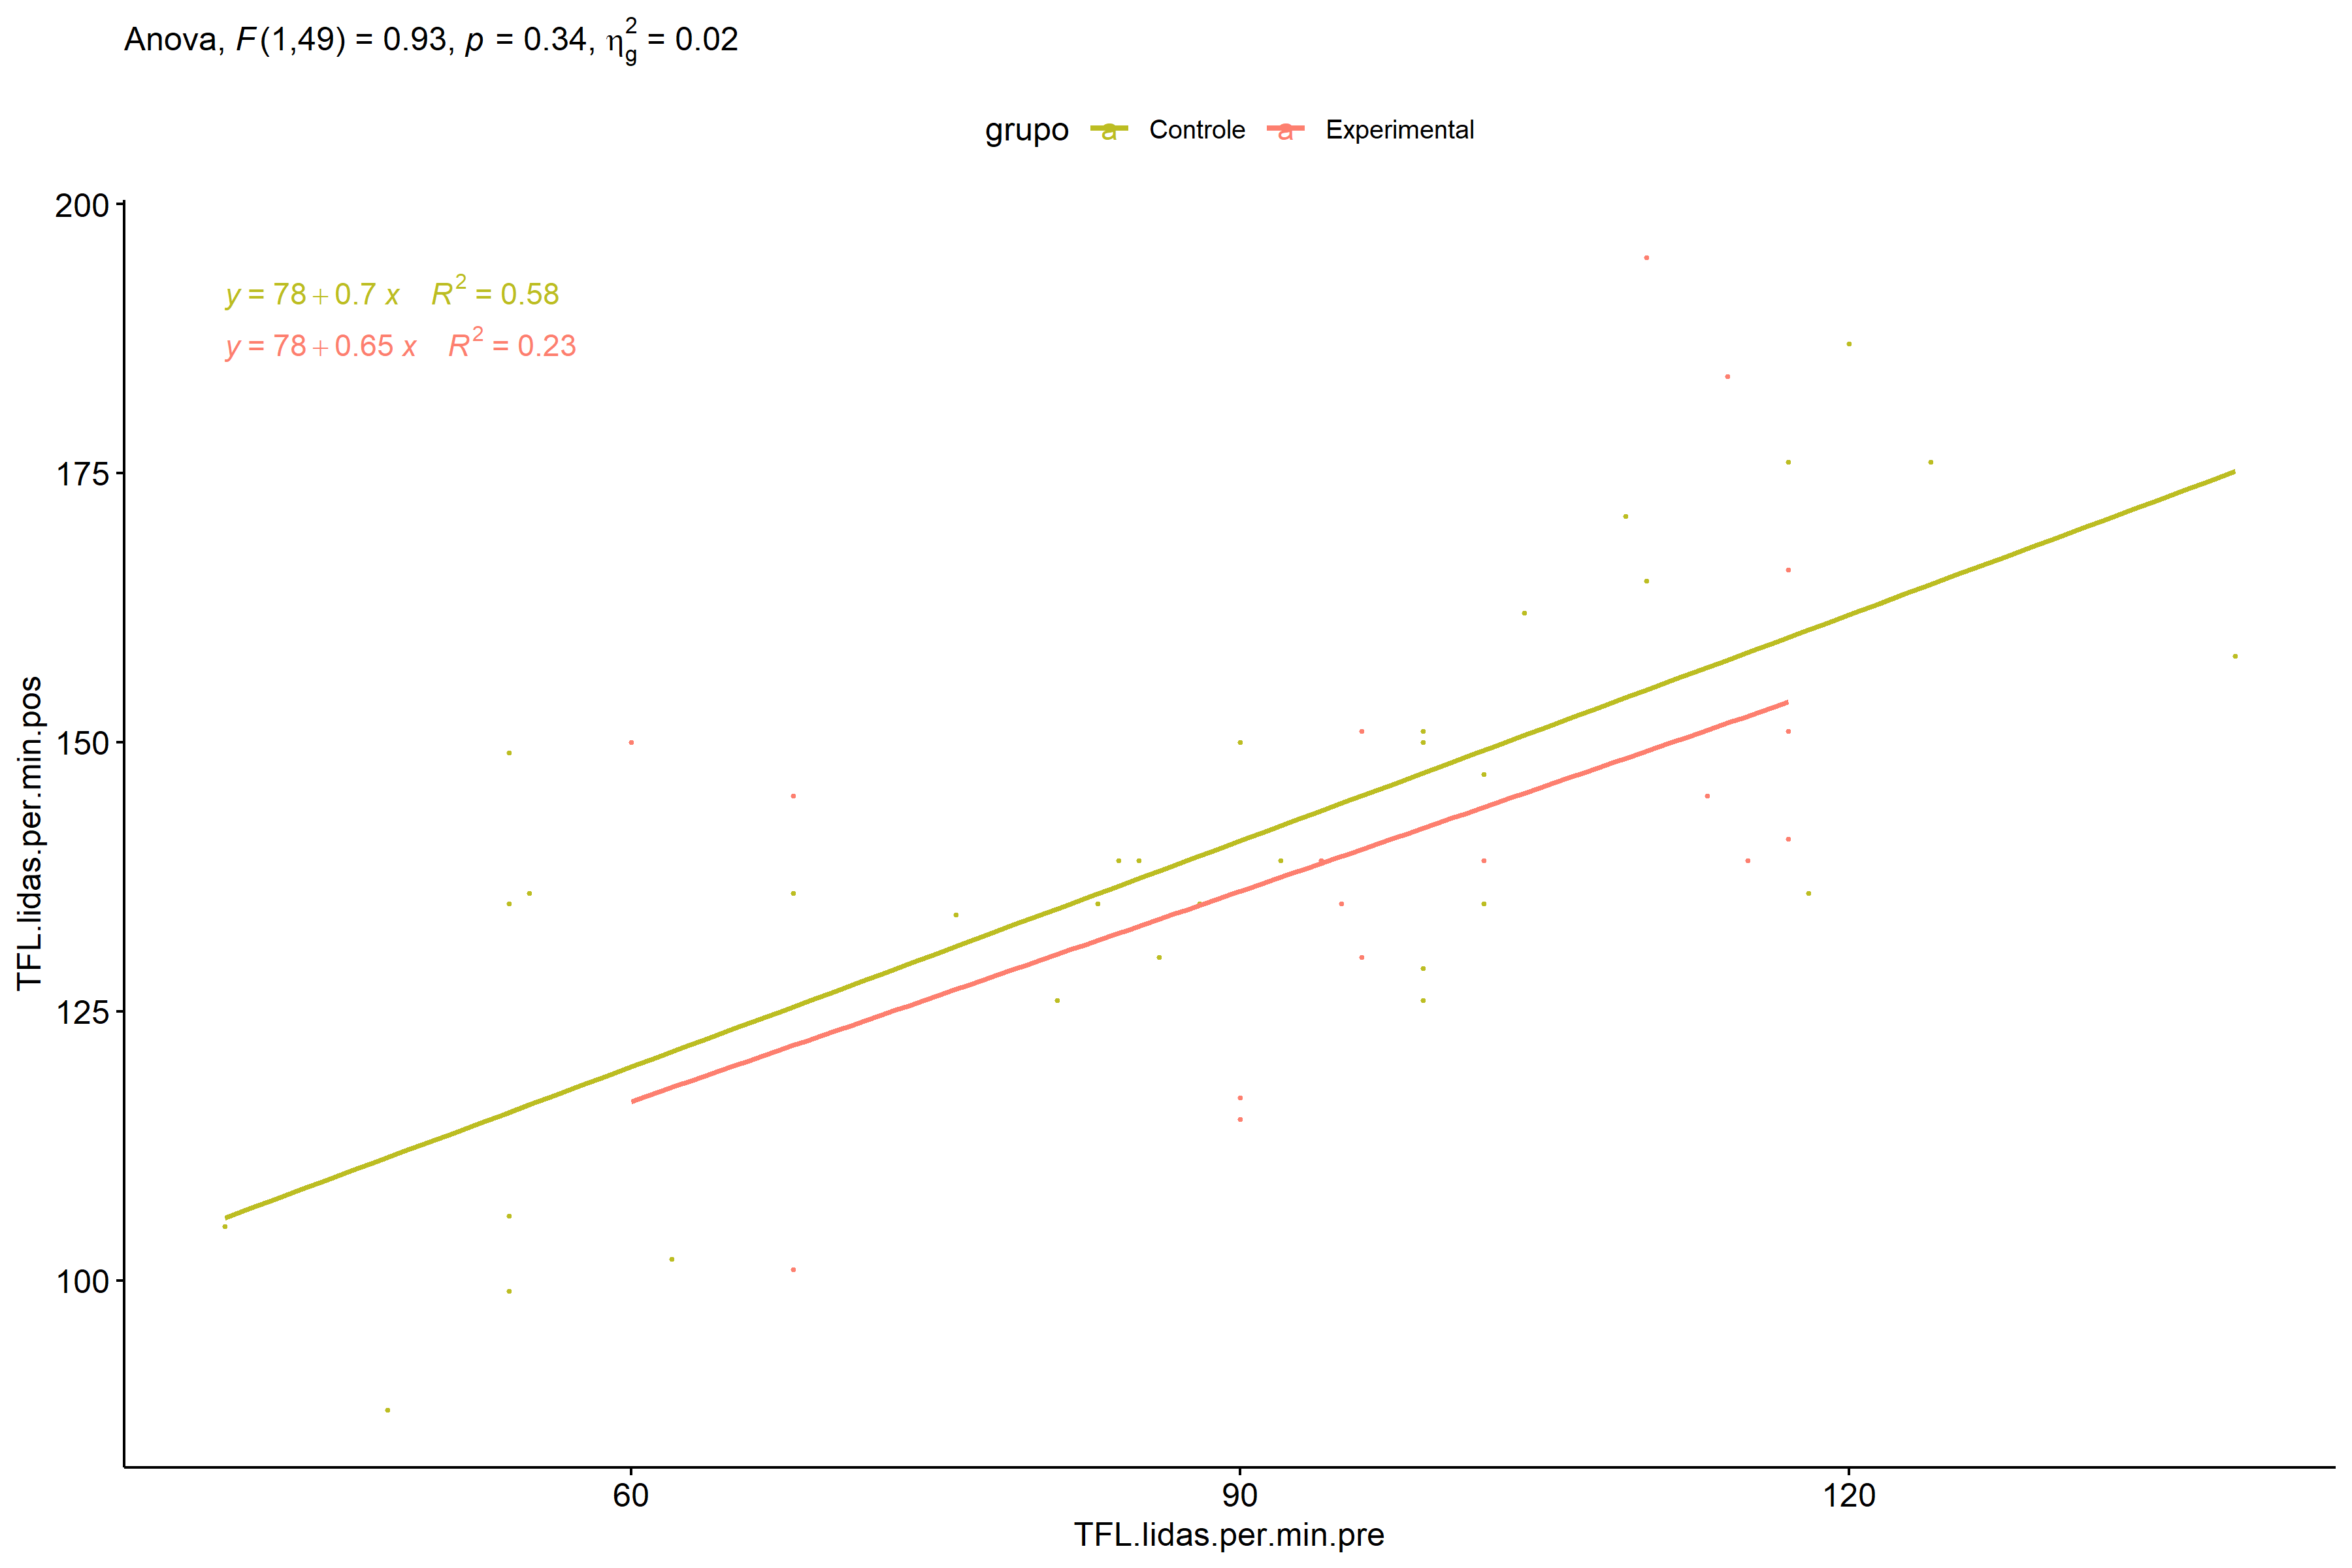 Anova, F(1,49) = 0.93, p = 0.34, η²g = 0.02
grupo a Controle a Experimental
200
y = 78 + 0.7 x R² = 0.58
y = 78 + 0.65 x R² = 0.23
175
150
125
100
TFL.lidas.per.min.pos
60 90 120
TFL.lidas.per.min.pre